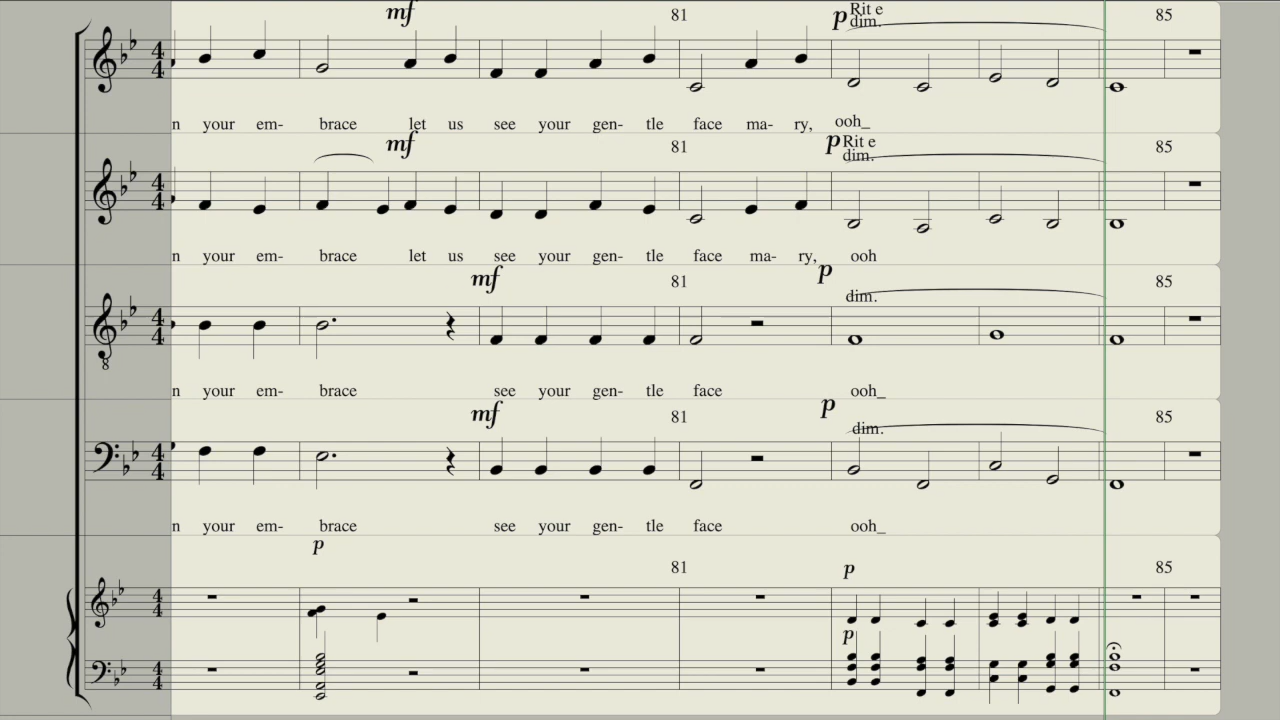 mf 81 p Rit e 85
dim.
n your em- brace let us see your gen- tle face ma- ry, ooh_
mf 81 p Rit e 85
dim.
n your em- brace let us see your gen- tle face ma- ry, ooh
mf 81 p 85
dim.
8
n your em- brace see your gen- tle face ooh_
mf 81 p 85
dim.
n your em- brace see your gen- tle face ooh_
p
81 p 85
p